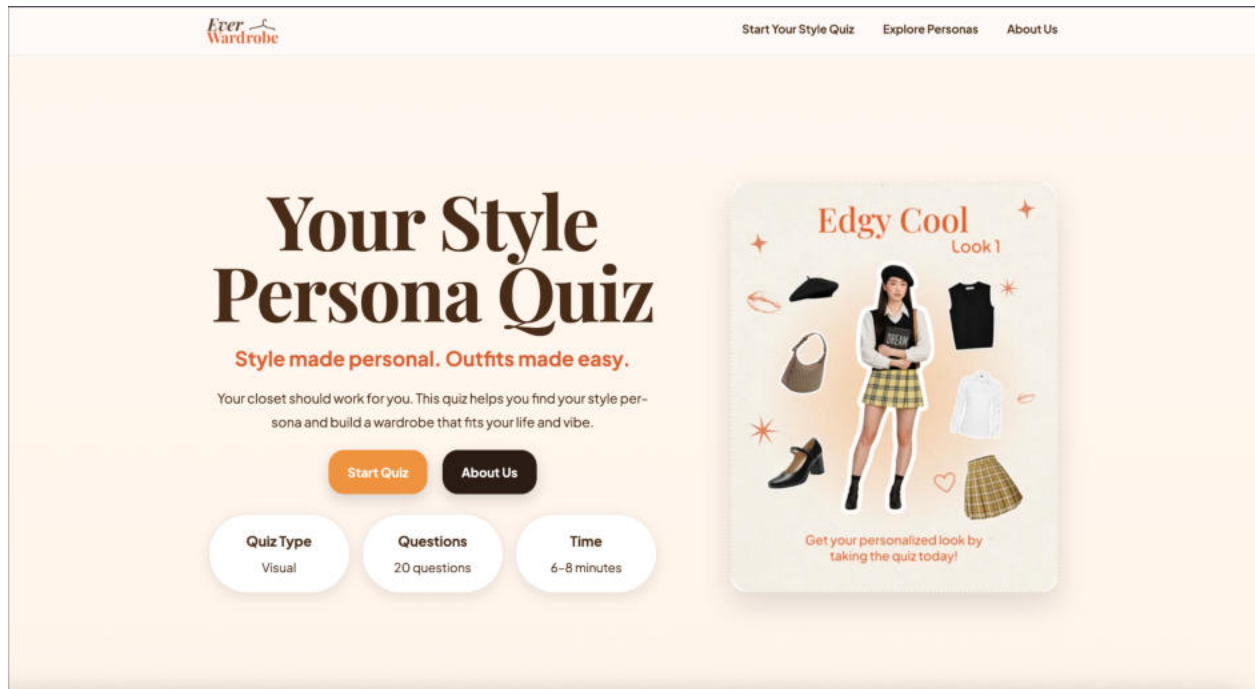 Ever
Wardrobe
Start Your Style Quiz
Explore Personas
About Us
Your Style
Persona Quiz
Style made personal. Outfits made easy.
Your closet should work for you. This quiz helps you find your style per-
sona and build a wardrobe that fits your life and vibe.
Start Quiz
About Us
Quiz Type
Visual
Questions
20 questions
Time
6-8 minutes
Edgy Cool
Look 1
DREAM
Get your personalized look by
taking the quiz today!